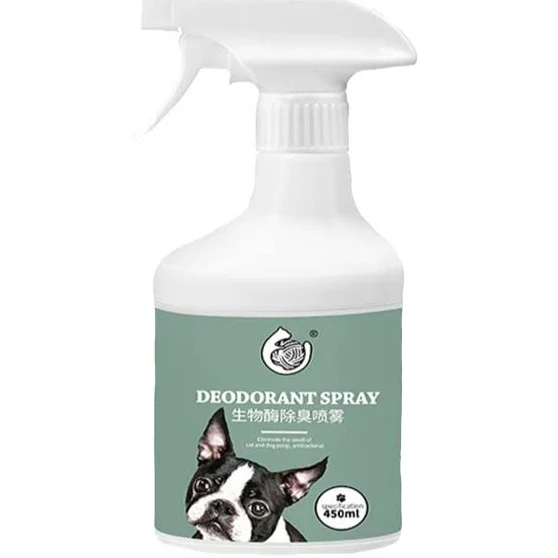 ®
DEODORANT SPRAY
生物酶除臭喷雾
Eliminate the smell of
cat and dog poop, antibacterial
specification
450ml